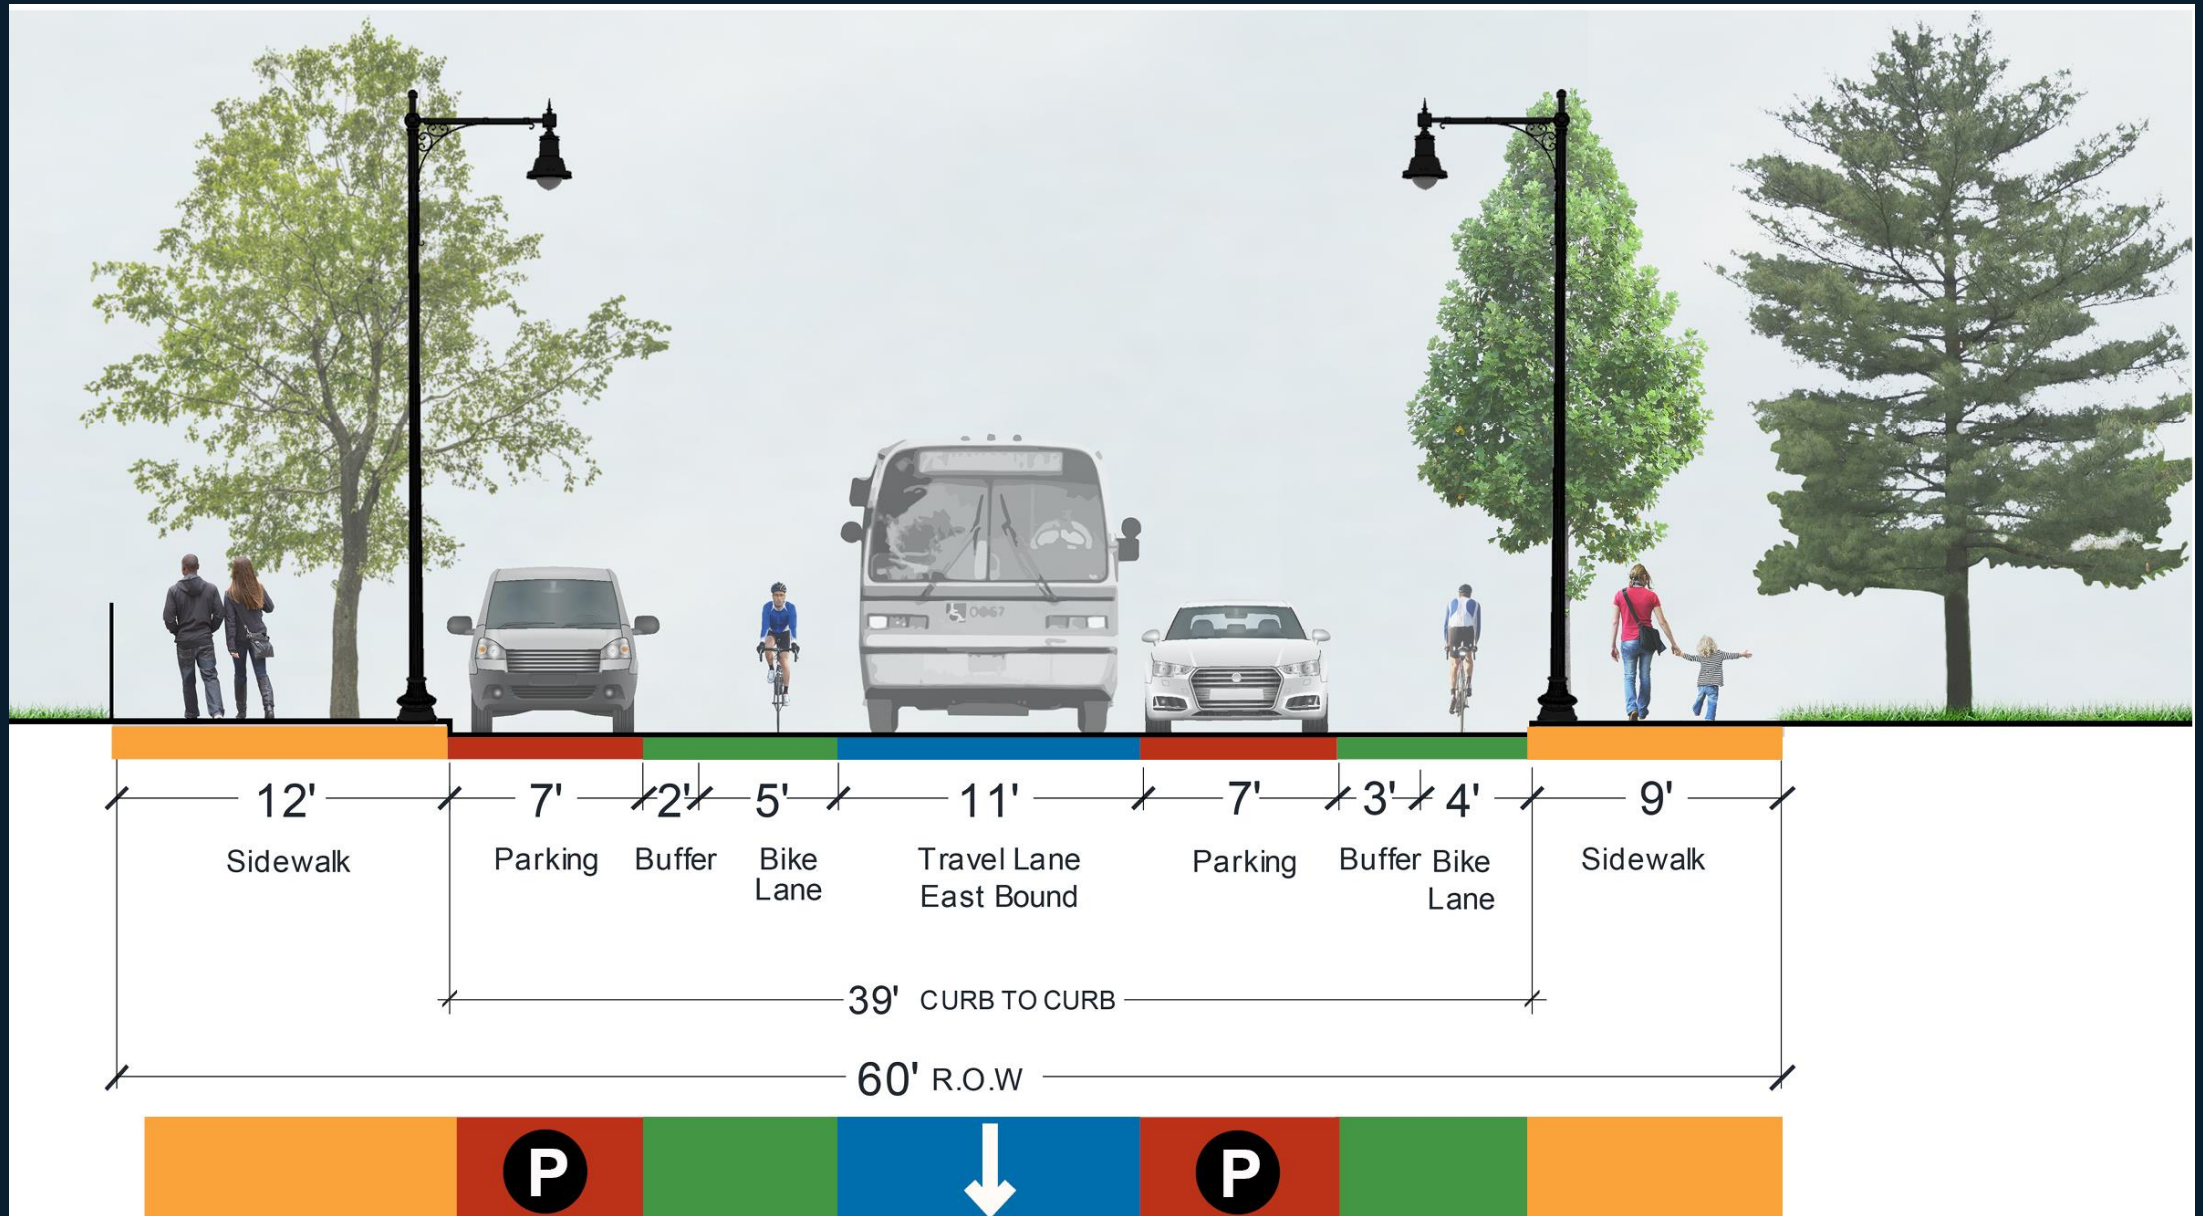 0067
12' 7' 2' 5' 11' 7' 3' 4' 9'
Sidewalk Parking Buffer Bike Lane Travel Lane East Bound Parking Buffer Bike Lane Sidewalk
39' CURB TO CURB
60' R.O.W
P P